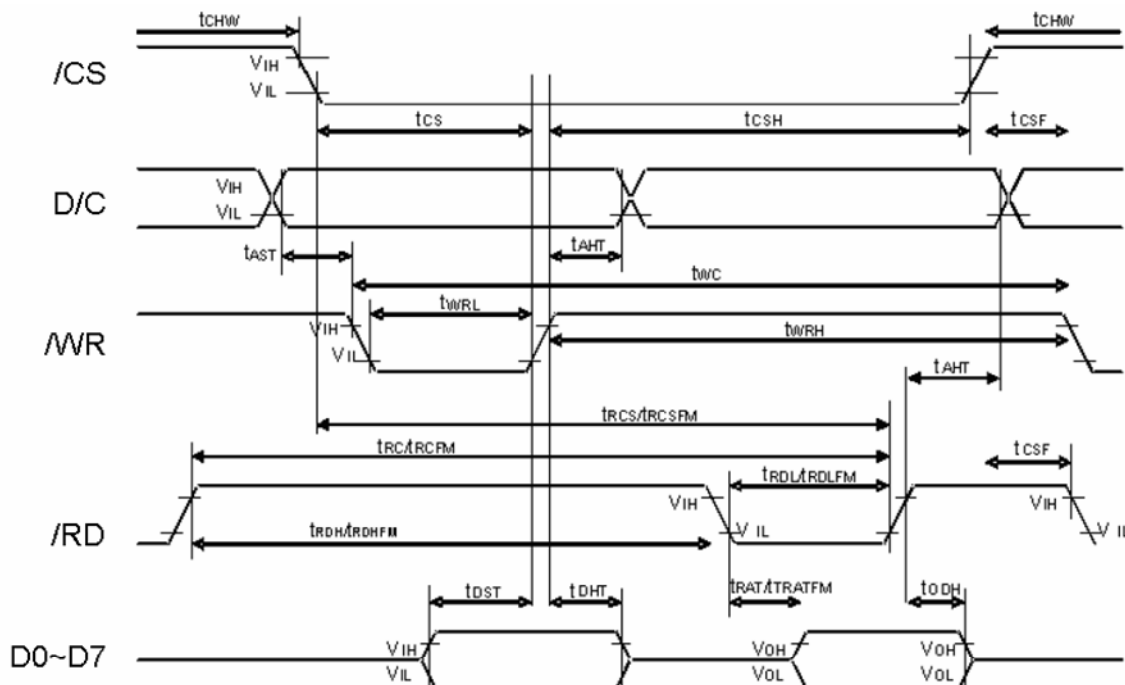 tCHW tCHW
/CS VIH
VIL
tCS tCSH tCSF
D/C VIH
VIL
tAST tAHT
tWC
tWRL
/WR VIH
VIL
tWRH
tAHT
tRCS/tRCSFM
tRC/tRCFM tCSF
tRDL/tRDLFM
/RD VIH VIH
VIL VIL
tRDH/tRDHFM
tDST tDHT tRAT/tTRATFM tODH
D0~D7 VIH VOH VOH
VIL VOL VOL